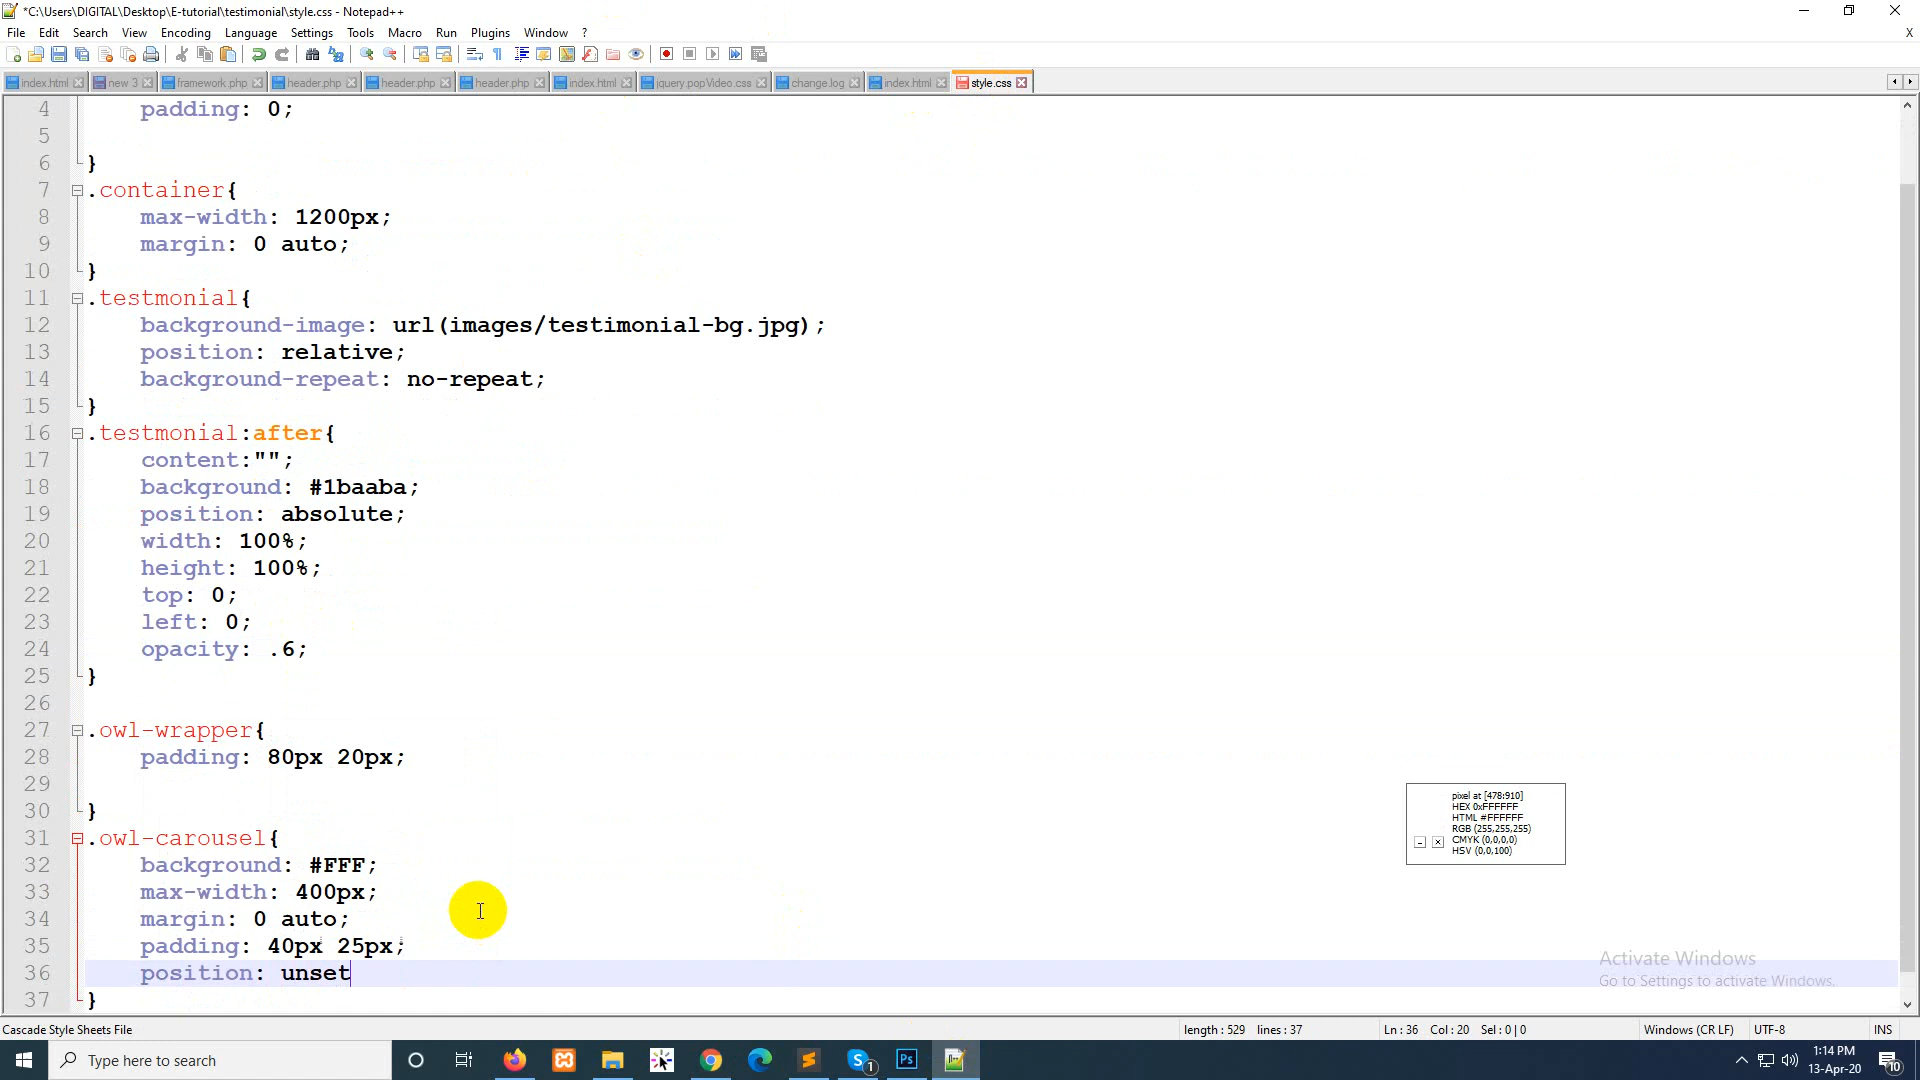 *C:\Users\DIGITAL\Desktop\E-tutorial\testimonial\style.css - Notepad++
File Edit Search View Encoding Language Settings Tools Macro Run Plugins Window ? X
index.html new 3 framework.php header.php header.php header.php index.html jquery.popVideo.css change.log index.html style.css
4 padding: 0;
5
6 }
7 .container{
8 max-width: 1200px;
9 margin: 0 auto;
10 }
11 .testmonial{
12 background-image: url(images/testimonial-bg.jpg);
13 position: relative;
14 background-repeat: no-repeat;
15 }
16 .testmonial:after{
17 content:"";
18 background: #1baaba;
19 position: absolute;
20 width: 100%;
21 height: 100%;
22 top: 0;
23 left: 0;
24 opacity: .6;
25 }
26
27 .owl-wrapper{
28 padding: 80px 20px;
29
30 }
31 .owl-carousel{
32 background: #FFF;
33 max-width: 400px;
34 margin: 0 auto;
35 padding: 40px 25px;
36 position: unset
37 }
pixel at [478:910]
HEX 0xFFFFFF
HTML #FFFFFF
RGB (255,255,255)
CMYK (0,0,0,0)
HSV (0,0,100)
Activate Windows
Go to Settings to activate Windows.
Cascade Style Sheets File length : 529 lines : 37 Ln : 36 Col : 20 Sel : 0 | 0 Windows (CR LF) UTF-8 INS
Type here to search
1
Ps
1:14 PM
13-Apr-20
10